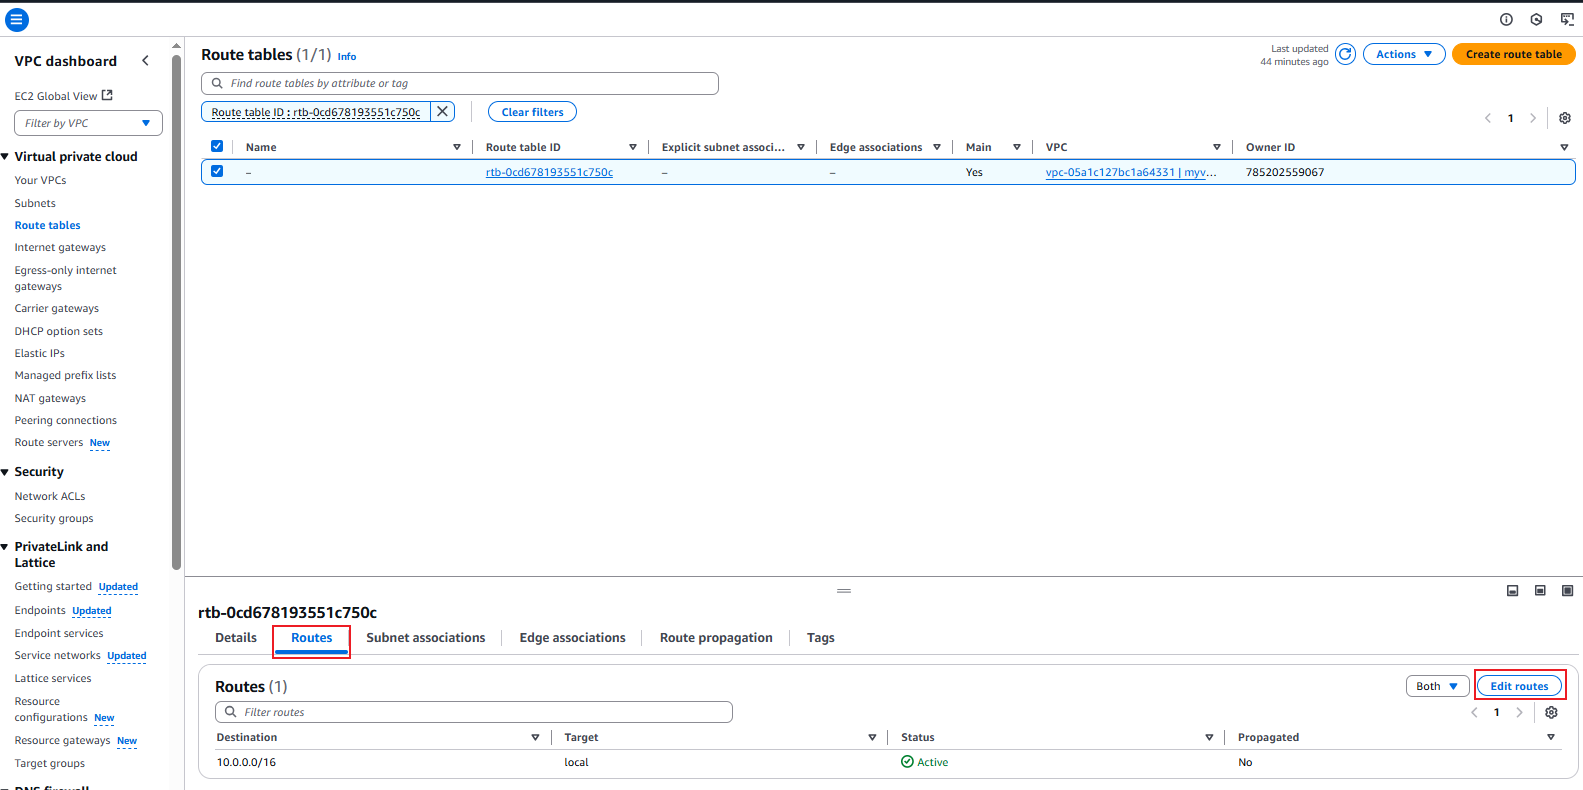 VPC dashboard
EC2 Global View
Filter by VPC
Virtual private cloud
Your VPCs
Subnets
Route tables
Internet gateways
Egress-only internet
gateways
Carrier gateways
DHCP option sets
Elastic IPs
Managed prefix lists
NAT gateways
Peering connections
Route servers New
Security
Network ACLs
Security groups
PrivateLink and
Lattice
Getting started Updated
Endpoints Updated
Endpoint services
Service networks Updated
Lattice services
Resource
configurations New
Resource gateways New
Target groups
DNS firewall
Route tables (1/1) Info
Last updated
44 minutes ago
Actions
Create route table
Find route tables by attribute or tag
Route table ID : rtb-0cd678193551c750c
Clear filters
1
Name Route table ID Explicit subnet associ... Edge associations Main VPC Owner ID
– rtb-0cd678193551c750c – – Yes vpc-05a1c127bc1a64331 | myv... 785202559067
rtb-0cd678193551c750c
Details Routes Subnet associations Edge associations Route propagation Tags
Routes (1)
Both Edit routes
Filter routes
1
Destination Target Status Propagated
10.0.0.0/16 local Active No